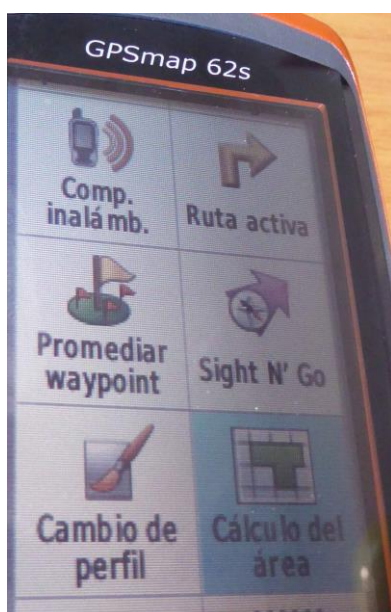 GPSmap 62s
Comp.
inalámb.
Ruta activa
Promediar
waypoint
Sight N' Go
Cambio de
perfil
Cálculo del
área